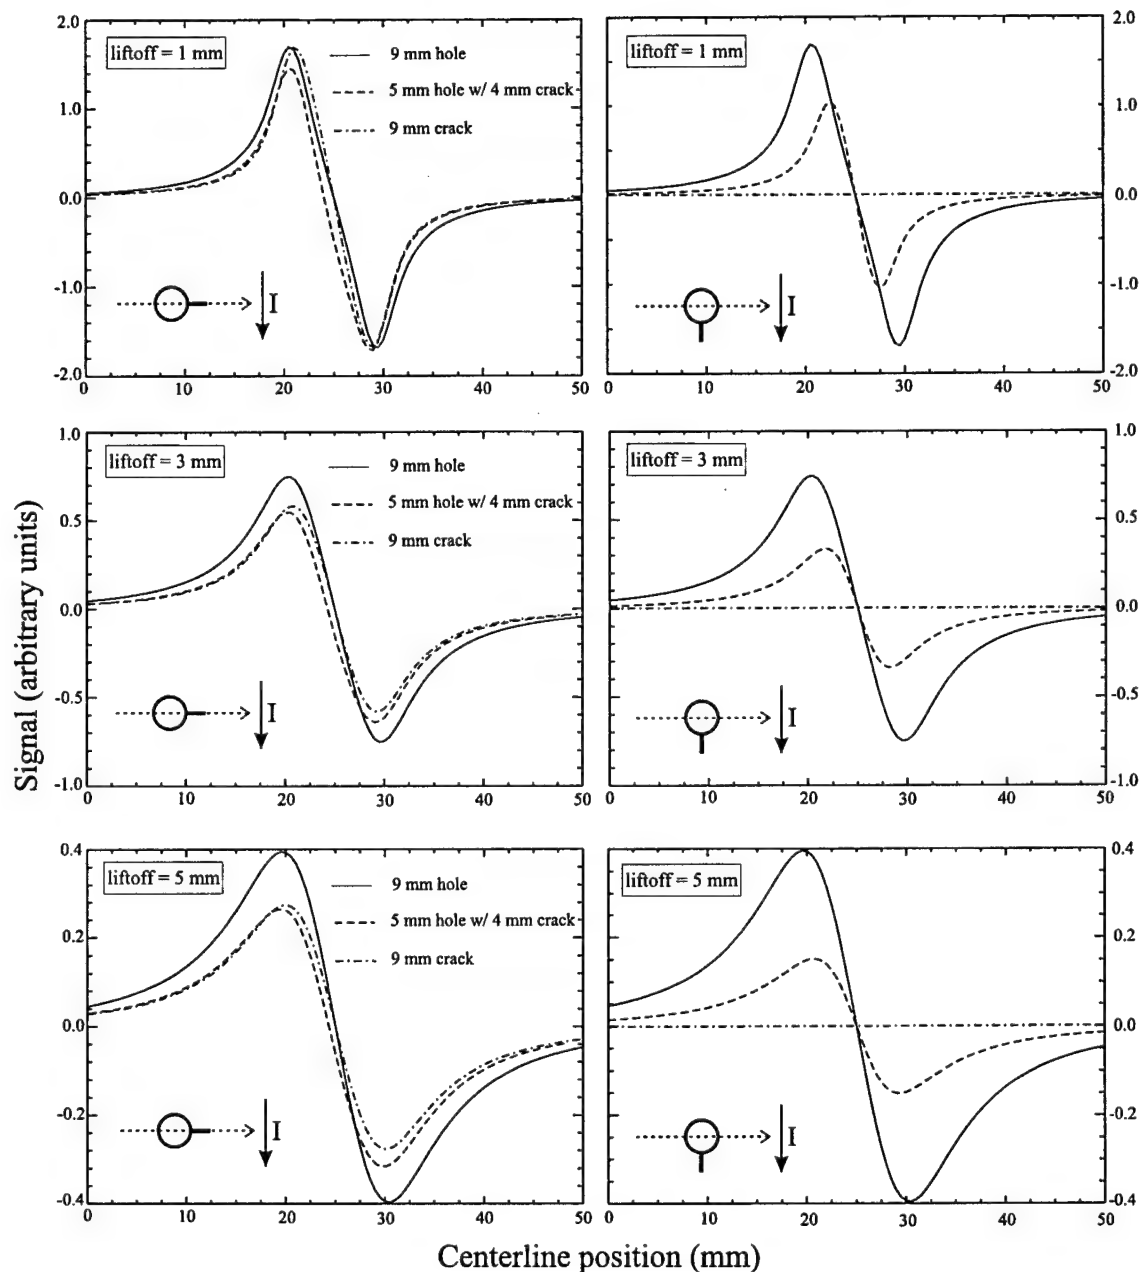 liftoff = 1 mm
9 mm hole
5 mm hole w/ 4 mm crack
9 mm crack
I
2.0
1.0
0.0
-1.0
-2.0
0 10 20 30 40 50
liftoff = 1 mm
I
2.0
1.0
0.0
-1.0
-2.0
0 10 20 30 40 50
liftoff = 3 mm
9 mm hole
5 mm hole w/ 4 mm crack
9 mm crack
I
1.0
0.5
0.0
-0.5
-1.0
0 10 20 30 40 50
liftoff = 3 mm
I
1.0
0.5
0.0
-0.5
-1.0
0 10 20 30 40 50
Signal (arbitrary units)
liftoff = 5 mm
9 mm hole
5 mm hole w/ 4 mm crack
9 mm crack
I
0.4
0.2
0.0
-0.2
-0.4
0 10 20 30 40 50
liftoff = 5 mm
I
0.4
0.2
0.0
-0.2
-0.4
0 10 20 30 40 50
Centerline position (mm)